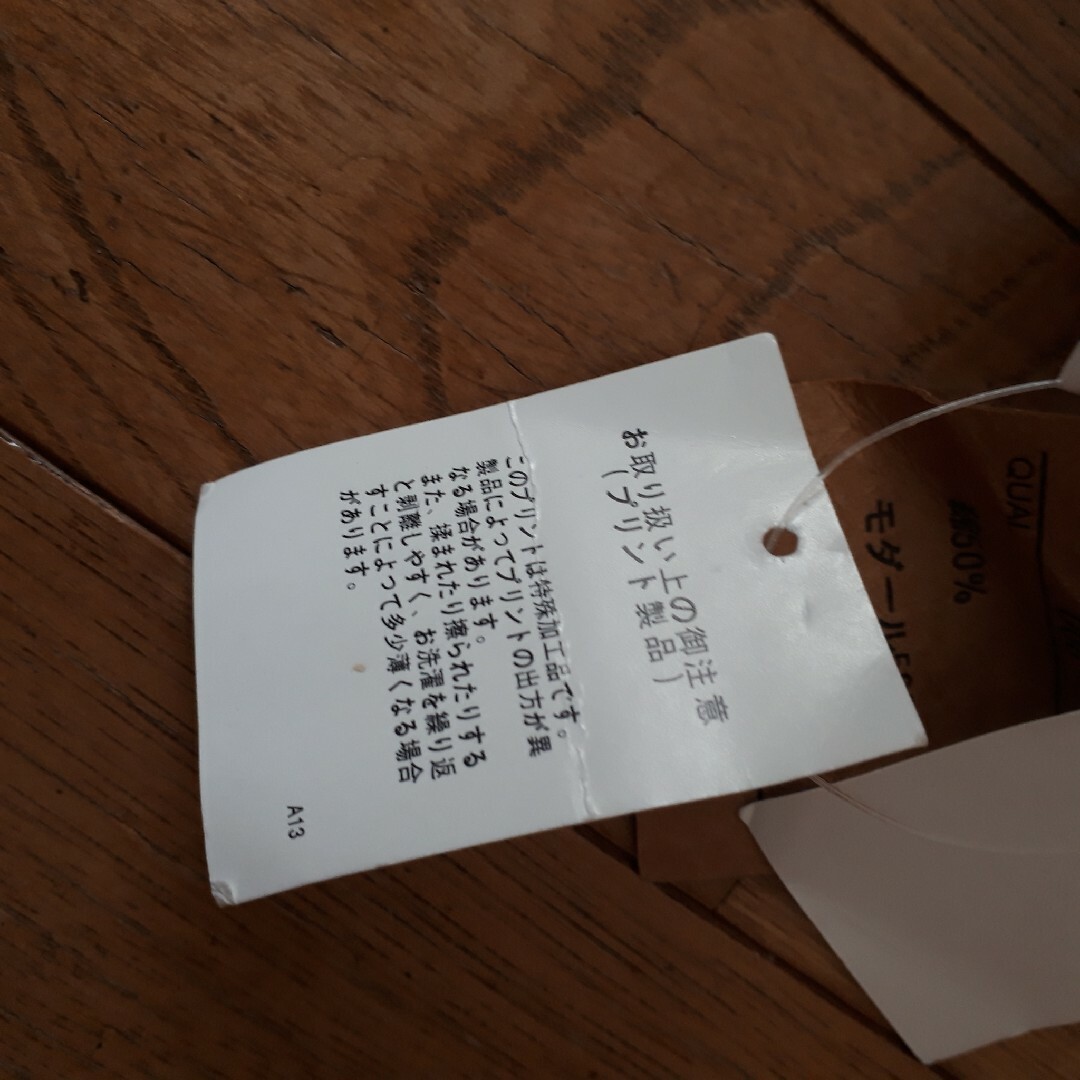 お取り扱い上の御注意
(プリント製品)
このプリントは特殊加工品です。
製品によってプリントの出方が異
なる場合があります。
また、揉まれたり擦られたりする
と剥離しやすく、お洗濯を繰り返
すことによって多少薄くなる場合
があります。
A13
QUAI
綿50%
モダール